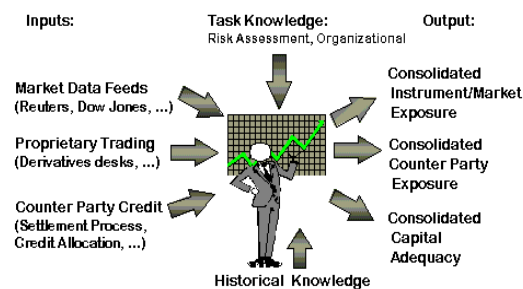 Inputs:
Task Knowledge:
Risk Assessment, Organizational
Output:
Market Data Feeds
(Reuters, Dow Jones, ...)
Proprietary Trading
(Derivatives desks, ...)
Counter Party Credit
(Settlement Process,
Credit Allocation, ...)
Consolidated
Instrument/Market
Exposure
Consolidated
Counter Party
Exposure
Consolidated
Capital
Adequacy
Historical Knowledge